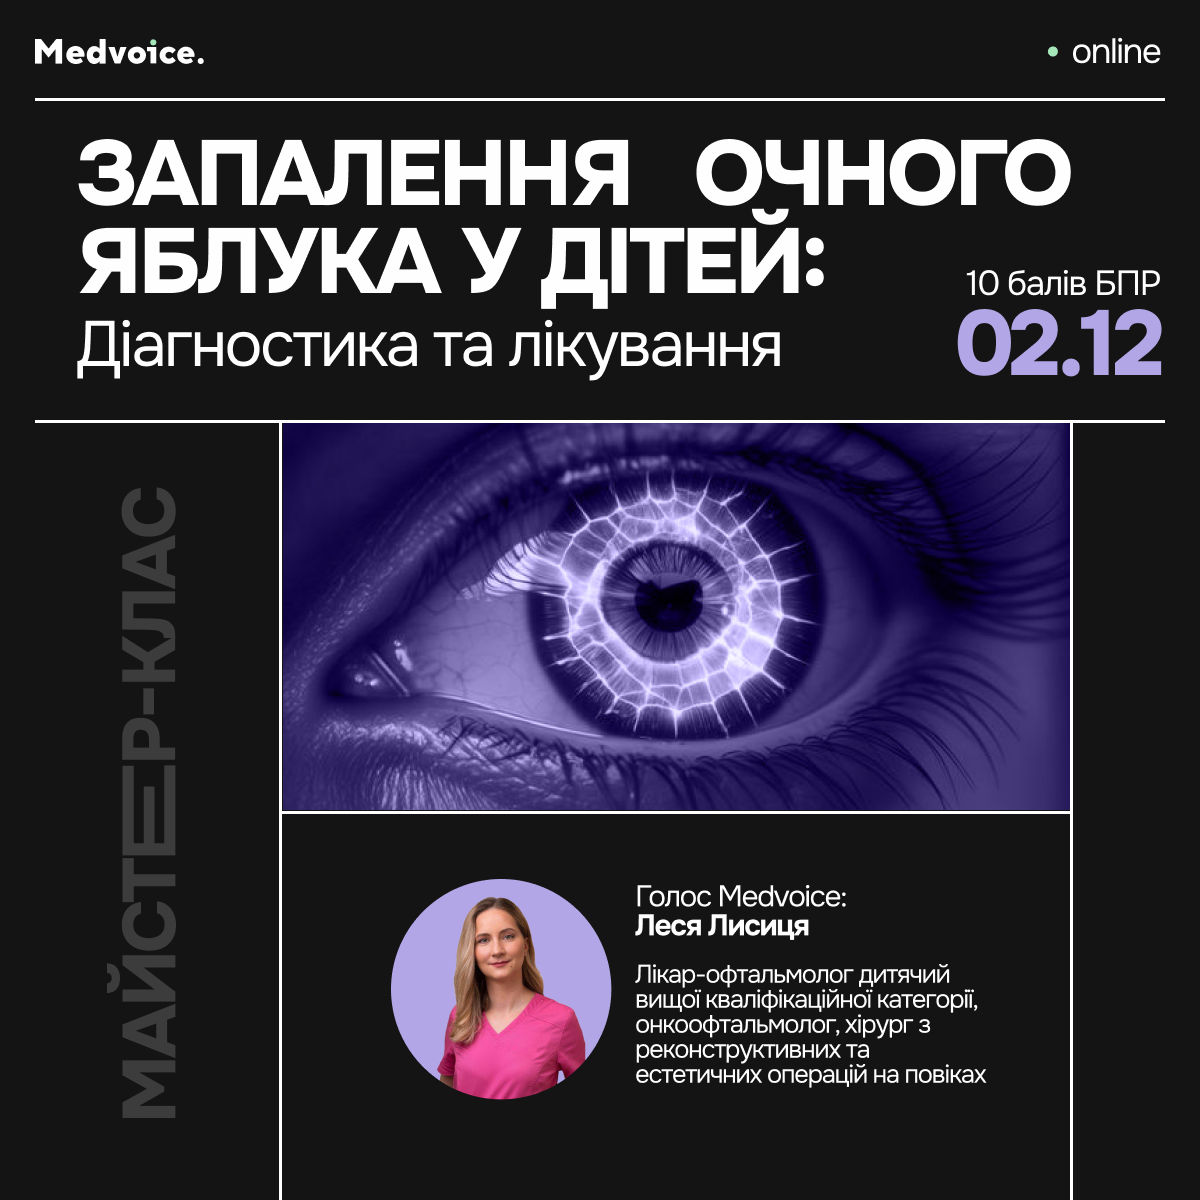 Medvoice.
online
ЗАПАЛЕННЯ ОЧНОГО
ЯБЛУКА У ДІТЕЙ:
Діагностика та лікування
10 балів БПР
02.12
МАЙСТЕР-КЛАС
Голос Medvoice:
Леся Лисиця
Лікар-офтальмолог дитячий
вищої кваліфікаційної категорії,
онкоофтальмолог, хірург з
реконструктивних та
естетичних операцій на повіках